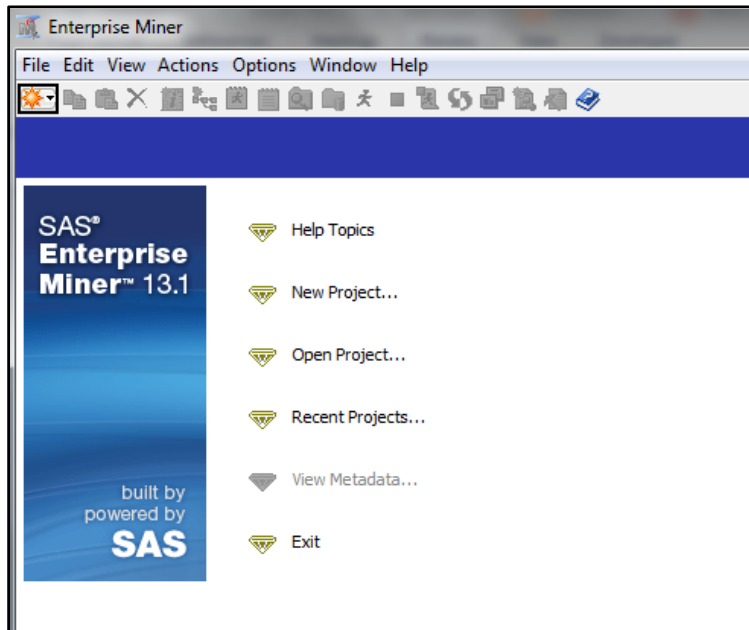 Enterprise Miner
File Edit View Actions Options Window Help
SAS®
Enterprise
Miner™ 13.1
Help Topics
New Project...
Open Project...
Recent Projects...
View Metadata...
Exit
built by
powered by
SAS